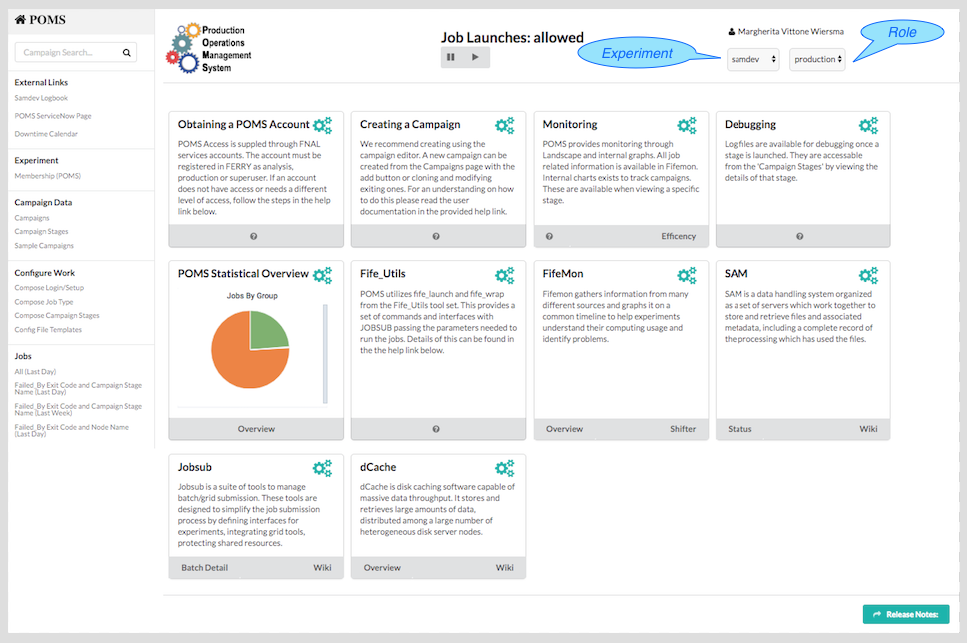 POMS
Campaign Search...
External Links
Samdev Logbook
POMS ServiceNow Page
Downtime Calendar
Experiment
Membership (POMS)
Campaign Data
Campaigns
Campaign Stages
Sample Campaigns
Configure Work
Compose Login/Setup
Compose Job Type
Compose Campaign Stages
Config File Templates
Jobs
All (Last Day)
Failed_By Exit Code and Campaign Stage
Name (Last Day)
Failed_By Exit Code and Campaign Stage
Name (Last Week)
Failed_By Exit Code and Node Name
(Last Day)
Production
Operations
Management
System
Job Launches: allowed
Experiment
Margherita Vittone Wiersma
Role
samdev
production
Obtaining a POMS Account
POMS Access is suppled through FNAL
services accounts. The account must be
registered in FERRY as analysis,
production or superuser. If an account
does not have access or needs a different
level of access, follow the steps in the help
link below.
Creating a Campaign
We recommend creating using the
campaign editor. A new campaign can be
created from the Campaigns page with the
add button or cloning and modifying
exiting ones. For an understanding on how
to do this please read the user
documentation in the provided help link.
Monitoring
POMS provides monitoring through
Landscape and internal graphs. All job
related information is available in Fifemon.
Internal charts exists to track campaigns.
These are available when viewing a specific
stage.
Efficency
Debugging
Logfiles are available for debugging once a
stage is launched. They are accessable
from the 'Campaign Stages' by viewing the
details of that stage.
POMS Statistical Overview
Jobs By Group
Overview
Fife_Utils
POMS utilizes fife_launch and fife_wrap
from the Fife_Utils tool set. This provides a
set of commands and interfaces with
JOBSUB passing the parameters needed to
run the jobs. Details of this can be found in
the the help link below.
FifeMon
Fifemon gathers information from many
different sources and graphs it on a
common timeline to help experiments
understand their computing usage and
identify problems.
Overview Shifter
SAM
SAM is a data handling system organized
as a set of servers which work together to
store and retrieve files and associated
metadata, including a complete record of
the processing which has used the files.
Status Wiki
Jobsub
Jobsub is a suite of tools to manage
batch/grid submission. These tools are
designed to simplify the job submission
process by defining interfaces for
experiments, integrating grid tools,
protecting shared resources.
Batch Detail Wiki
dCache
dCache is disk caching software capable of
massive data throughput. It stores and
retrieves large amounts of data,
distributed among a large number of
heterogeneous disk server nodes.
Overview Wiki
Release Notes: